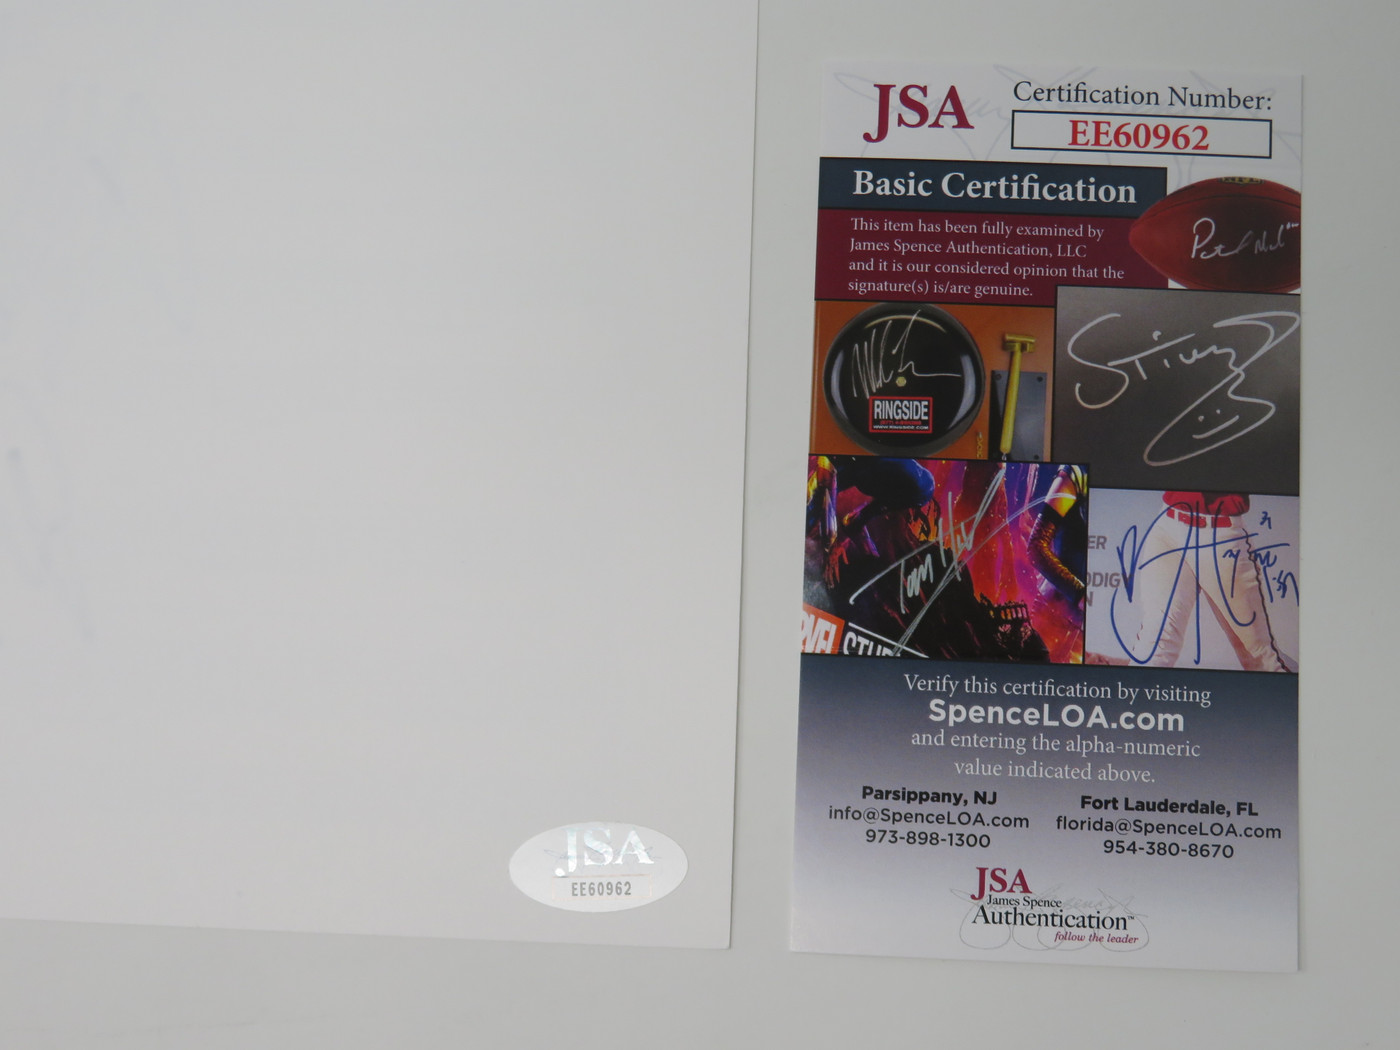 JSA
EE60962
JSA
Certification Number:
EE60962
Basic Certification
This item has been fully examined by
James Spence Authentication, LLC
and it is our considered opinion that the
signature(s) is/are genuine.
RINGSIDE
Verify this certification by visiting
SpenceLOA.com
and entering the alpha-numeric
value indicated above.
Parsippany, NJ
info@SpenceLOA.com
973-898-1300
Fort Lauderdale, FL
florida@SpenceLOA.com
954-380-8670
JSA
James Spence
Authentication™
follow the leader